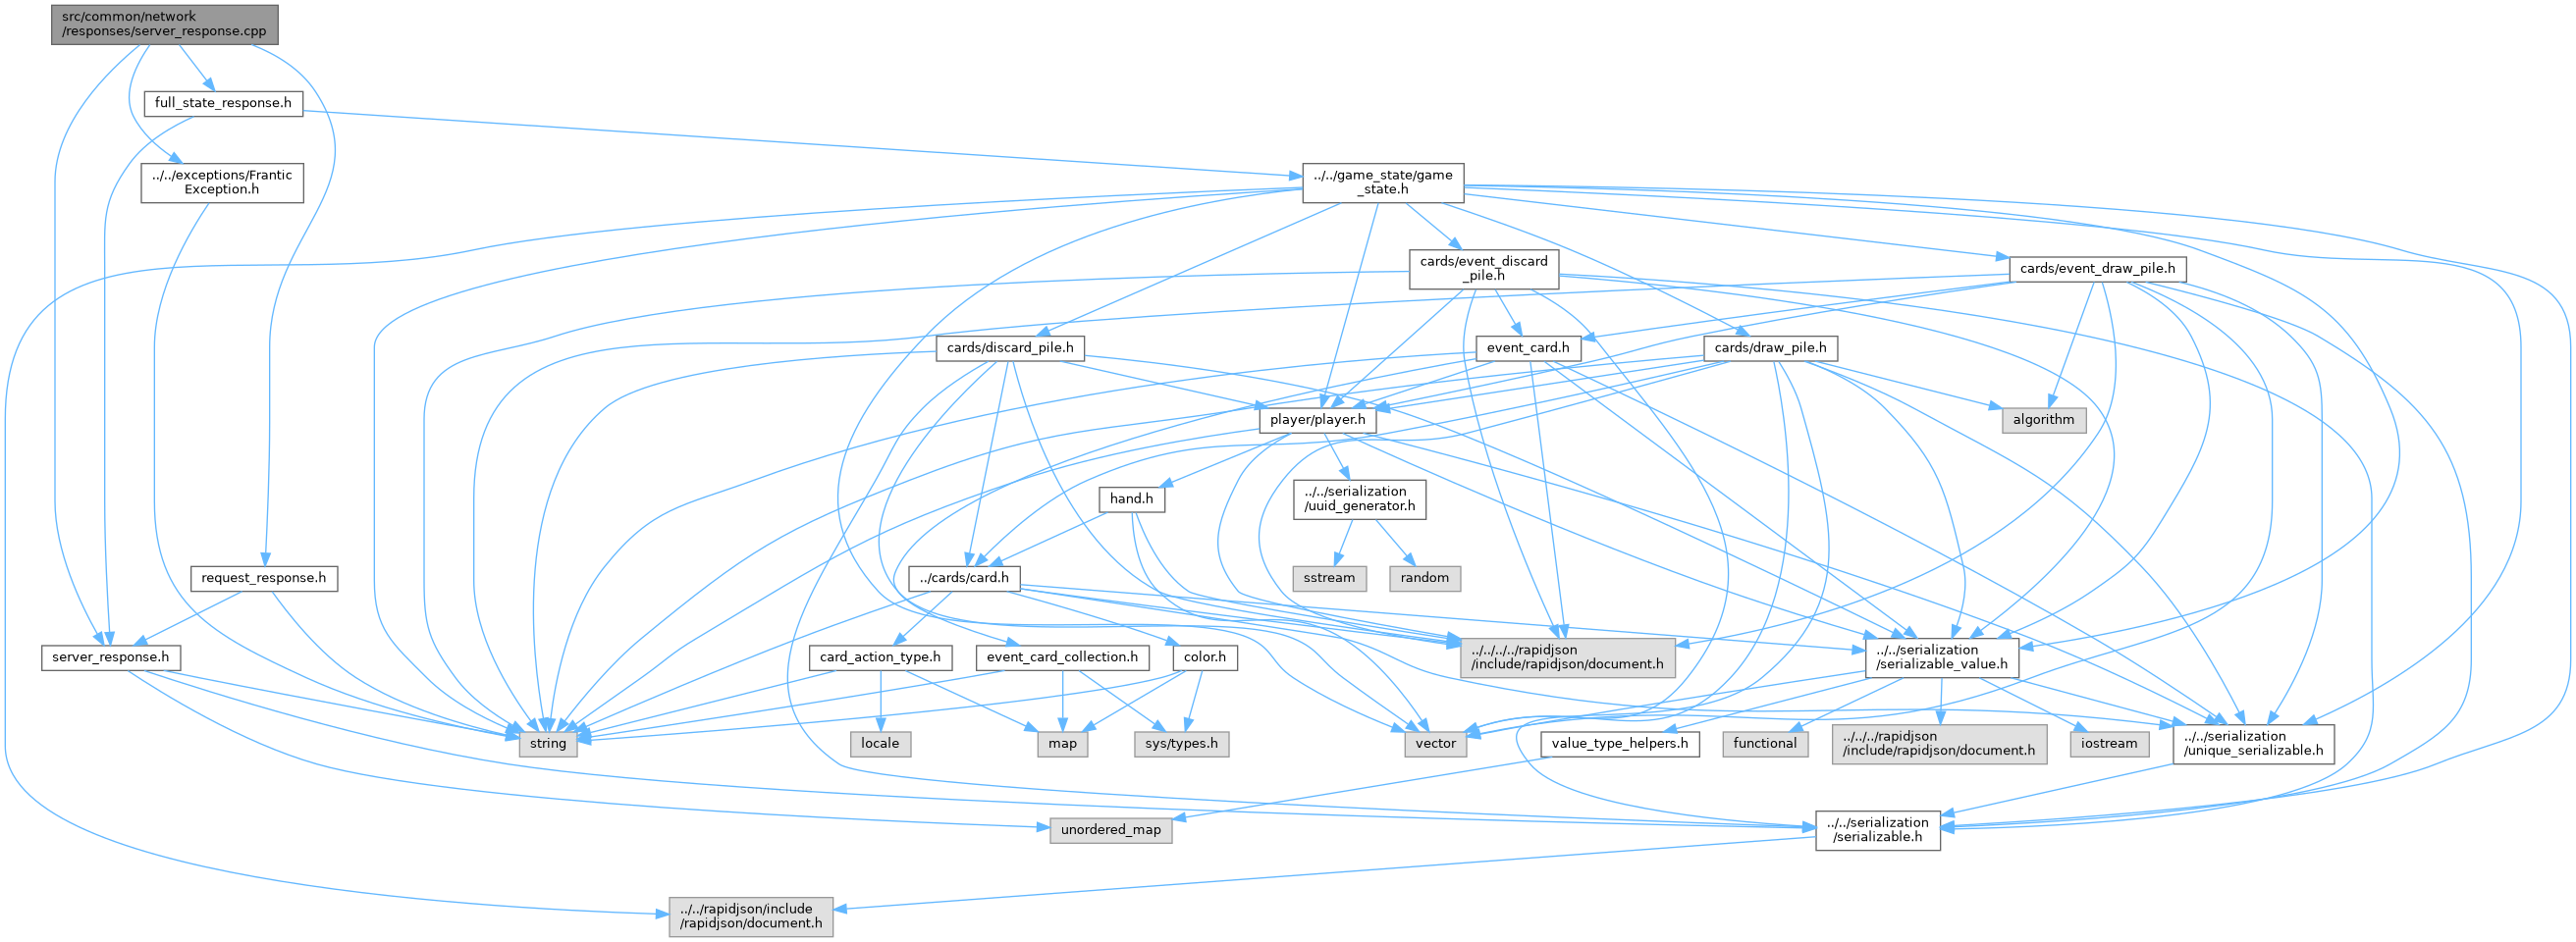 src/common/network
/responses/server_response.cpp
full_state_response.h
../../exceptions/Frantic
Exception.h
../../game_state/game
_state.h
cards/event_discard
_pile.h
cards/event_draw_pile.h
cards/discard_pile.h
event_card.h
cards/draw_pile.h
player/player.h
algorithm
hand.h
../../serialization
/uuid_generator.h
request_response.h
../cards/card.h
sstream
random
server_response.h
card_action_type.h
event_card_collection.h
color.h
../../../../rapidjson
/include/rapidjson/document.h
../../serialization
/serializable_value.h
string
locale
map
sys/types.h
vector
value_type_helpers.h
functional
../../../rapidjson
/include/rapidjson/document.h
iostream
../../serialization
/unique_serializable.h
unordered_map
../../serialization
/serializable.h
../../rapidjson/include
/rapidjson/document.h